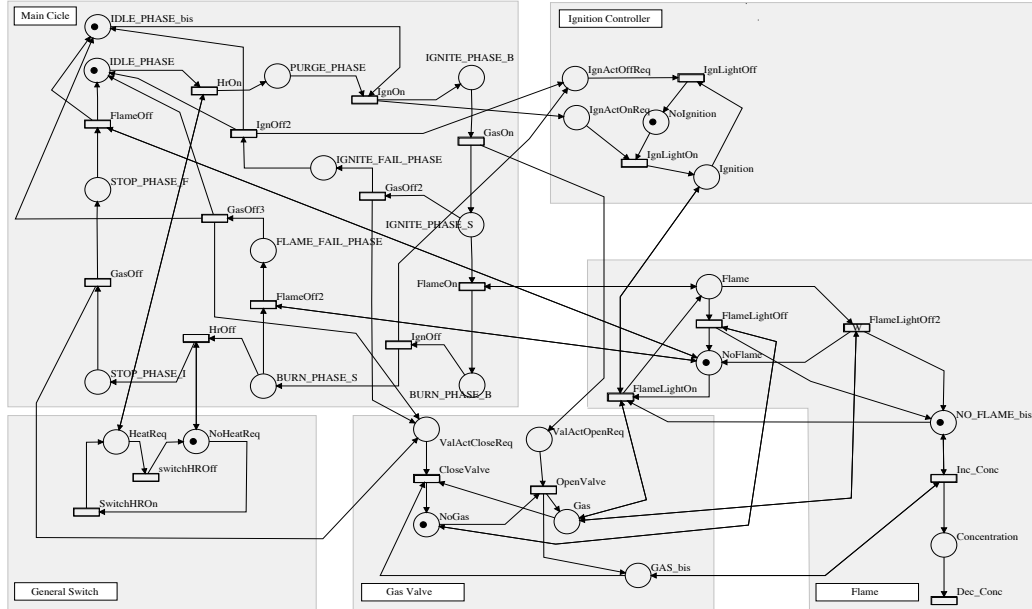 Main Cicle
IDLE_PHASE_bis
Ignition Controller
IDLE_PHASE
PURGE_PHASE
IGNITE_PHASE_B
HrOn
IgnOn
IgnActOffReq
IgnLightOff
IgnActOnReq
NoIgnition
FlameOff
IgnOff2
GasOn
IGNITE_FAIL_PHASE
IgnLightOn
Ignition
STOP_PHASE_F
GasOff2
GasOff3
IGNITE_PHASE_S
FLAME_FAIL_PHASE
GasOff
FlameOn
Flame
FlameOff2
FlameLightOff
FlameLightOff2
W
HrOff
IgnOff
NoFlame
STOP_PHASE_I
BURN_PHASE_S
BURN_PHASE_B
FlameLightOn
NO_FLAME_bis
HeatReq
NoHeatReq
ValActCloseReq
ValActOpenReq
switchHROff
CloseValve
Inc_Conc
OpenValve
SwitchHROn
NoGas
Gas
Concentration
GAS_bis
General Switch
Gas Valve
Flame
Dec_Conc